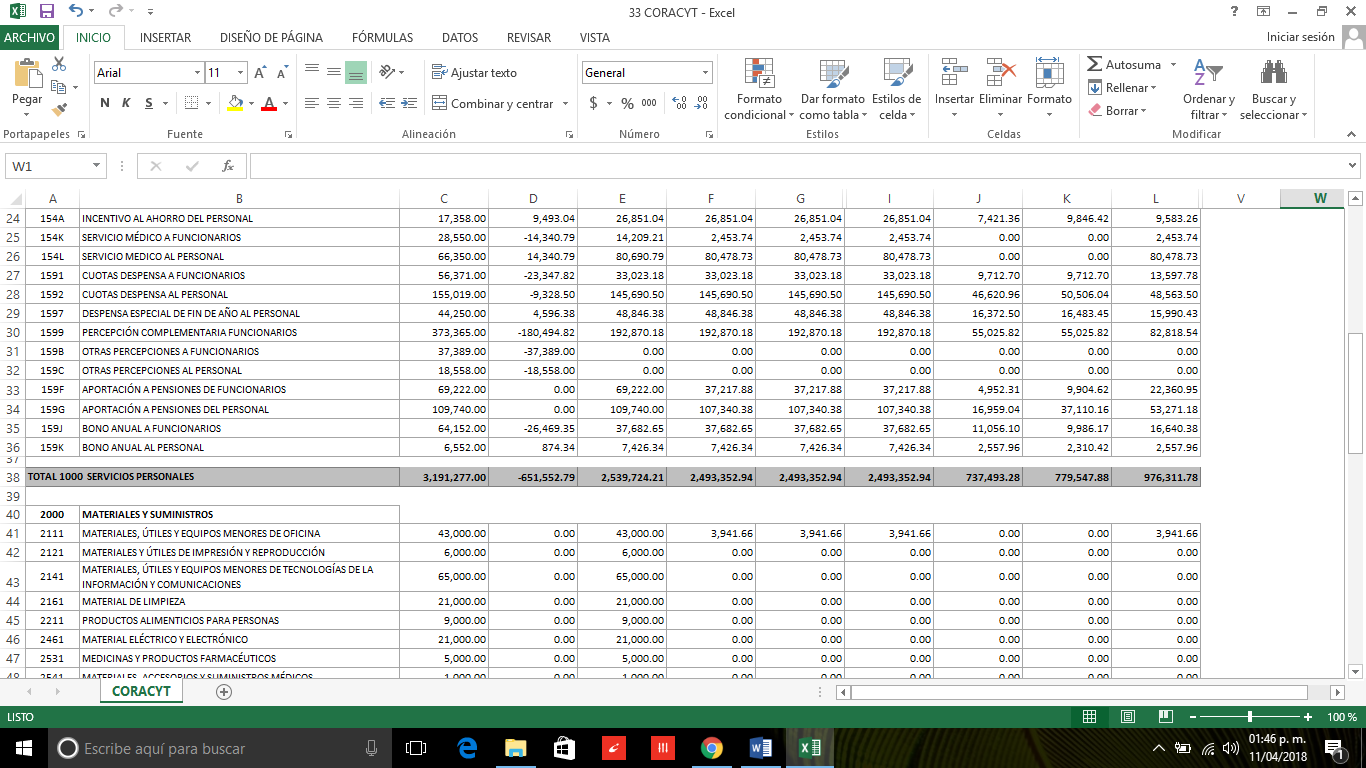 33 CORACYT - Excel
ARCHIVO INICIO INSERTAR DISEÑO DE PÁGINA FÓRMULAS DATOS REVISAR VISTA Iniciar sesión
Pegar
Arial 11
Ajustar texto
General
N K S
Combinar y centrar
$ % 000
Formato condicional
Dar formato como tabla
Estilos de celda
Insertar Eliminar Formato
Autosuma
Rellenar
Borrar
Ordenar y filtrar
Buscar y seleccionar
Portapapeles Fuente Alineación Número Estilos Celdas Modificar
W1 fx
A B C D E F G I J K L V W
24 154A INCENTIVO AL AHORRO DEL PERSONAL 17,358.00 9,493.04 26,851.04 26,851.04 26,851.04 26,851.04 7,421.36 9,846.42 9,583.26
25 154K SERVICIO MÉDICO A FUNCIONARIOS 28,550.00 -14,340.79 14,209.21 2,453.74 2,453.74 2,453.74 0.00 0.00 2,453.74
26 154L SERVICIO MEDICO AL PERSONAL 66,350.00 14,340.79 80,690.79 80,478.73 80,478.73 80,478.73 0.00 0.00 80,478.73
27 1591 CUOTAS DESPENSA A FUNCIONARIOS 56,371.00 -23,347.82 33,023.18 33,023.18 33,023.18 33,023.18 9,712.70 9,712.70 13,597.78
28 1592 CUOTAS DESPENSA AL PERSONAL 155,019.00 -9,328.50 145,690.50 145,690.50 145,690.50 145,690.50 46,620.96 50,506.04 48,563.50
29 1597 DESPENSA ESPECIAL DE FIN DE AÑO AL PERSONAL 44,250.00 4,596.38 48,846.38 48,846.38 48,846.38 48,846.38 16,372.50 16,483.45 15,990.43
30 1599 PERCEPCIÓN COMPLEMENTARIA FUNCIONARIOS 373,365.00 -180,494.82 192,870.18 192,870.18 192,870.18 192,870.18 55,025.82 55,025.82 82,818.54
31 159B OTRAS PERCEPCIONES A FUNCIONARIOS 37,389.00 -37,389.00 0.00 0.00 0.00 0.00 0.00 0.00 0.00
32 159C OTRAS PERCEPCIONES AL PERSONAL 18,558.00 -18,558.00 0.00 0.00 0.00 0.00 0.00 0.00 0.00
33 159F APORTACIÓN A PENSIONES DE FUNCIONARIOS 69,222.00 0.00 69,222.00 37,217.88 37,217.88 37,217.88 4,952.31 9,904.62 22,360.95
34 159G APORTACIÓN A PENSIONES DEL PERSONAL 109,740.00 0.00 109,740.00 107,340.38 107,340.38 107,340.38 16,959.04 37,110.16 53,271.18
35 159J BONO ANUAL A FUNCIONARIOS 64,152.00 -26,469.35 37,682.65 37,682.65 37,682.65 37,682.65 11,056.10 9,986.17 16,640.38
36 159K BONO ANUAL AL PERSONAL 6,552.00 874.34 7,426.34 7,426.34 7,426.34 7,426.34 2,557.96 2,310.42 2,557.96
37
38 TOTAL 1000 SERVICIOS PERSONALES 3,191,277.00 -651,552.79 2,539,724.21 2,493,352.94 2,493,352.94 2,493,352.94 737,493.28 779,547.88 976,311.78
39
40 2000 MATERIALES Y SUMINISTROS
41 2111 MATERIALES, ÚTILES Y EQUIPOS MENORES DE OFICINA 43,000.00 0.00 43,000.00 3,941.66 3,941.66 3,941.66 0.00 0.00 3,941.66
42 2121 MATERIALES Y ÚTILES DE IMPRESIÓN Y REPRODUCCIÓN 6,000.00 0.00 6,000.00 0.00 0.00 0.00 0.00 0.00 0.00
43 2141 MATERIALES, ÚTILES Y EQUIPOS MENORES DE TECNOLOGÍAS DE LA INFORMACIÓN Y COMUNICACIONES 65,000.00 0.00 65,000.00 0.00 0.00 0.00 0.00 0.00 0.00
44 2161 MATERIAL DE LIMPIEZA 21,000.00 0.00 21,000.00 0.00 0.00 0.00 0.00 0.00 0.00
45 2211 PRODUCTOS ALIMENTICIOS PARA PERSONAS 9,000.00 0.00 9,000.00 0.00 0.00 0.00 0.00 0.00 0.00
46 2461 MATERIAL ELÉCTRICO Y ELECTRÓNICO 21,000.00 0.00 21,000.00 0.00 0.00 0.00 0.00 0.00 0.00
47 2531 MEDICINAS Y PRODUCTOS FARMACÉUTICOS 5,000.00 0.00 5,000.00 0.00 0.00 0.00 0.00 0.00 0.00
48 2541 MATERIALES, ACCESORIOS Y SUMINISTROS MÉDICOS 1,000.00 0.00 1,000.00 0.00 0.00 0.00 0.00 0.00 0.00
CORACYT
LISTO 100 %
Escribe aquí para buscar
01:46 p. m.
11/04/2018
1